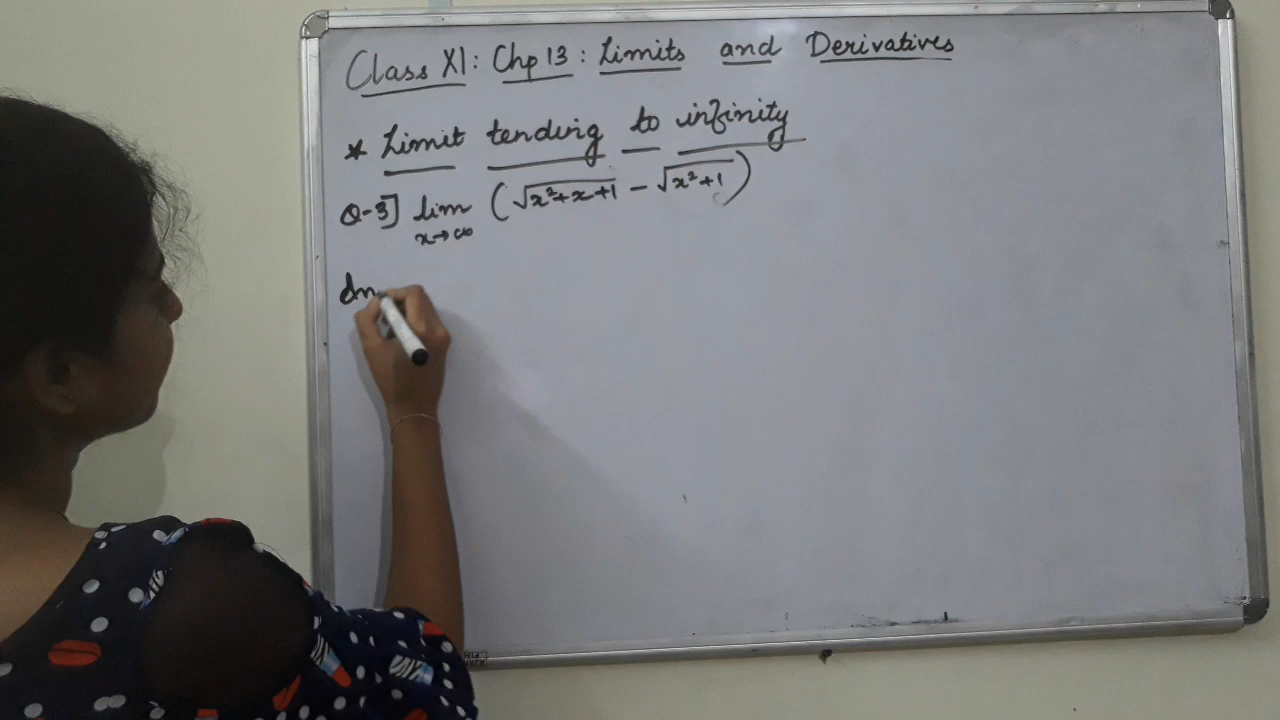 Class XI: Chp 13: Limits and Derivatives
* Limit tending to infinity
Q-3] lim x→∞ (√x²+x+1 − √x²+1)